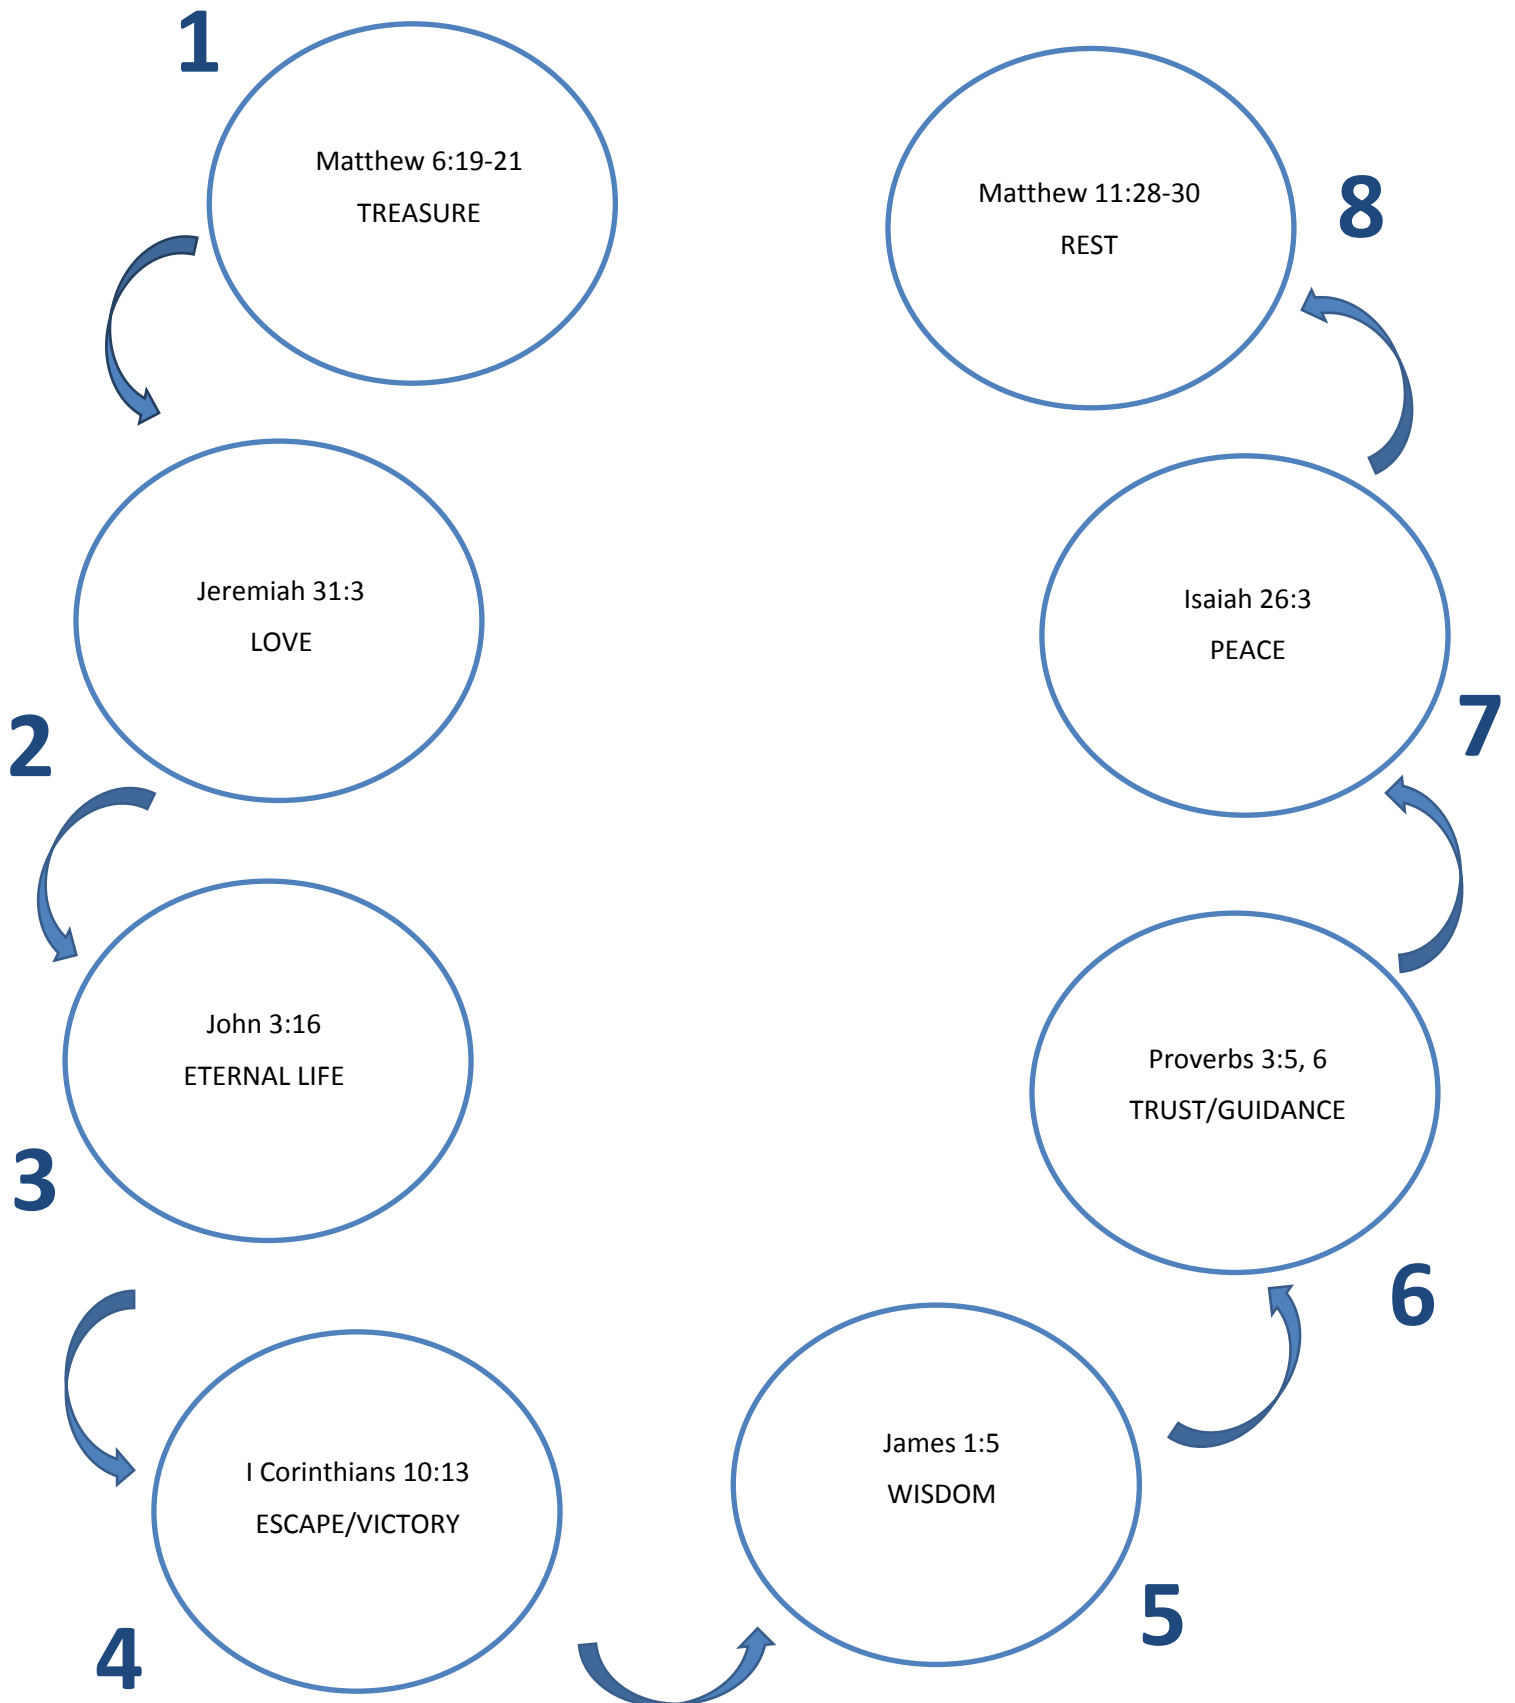 1
Matthew 6:19-21
TREASURE
2
Jeremiah 31:3
LOVE
3
John 3:16
ETERNAL LIFE
4
I Corinthians 10:13
ESCAPE/VICTORY
5
James 1:5
WISDOM
6
Proverbs 3:5, 6
TRUST/GUIDANCE
7
Isaiah 26:3
PEACE
8
Matthew 11:28-30
REST